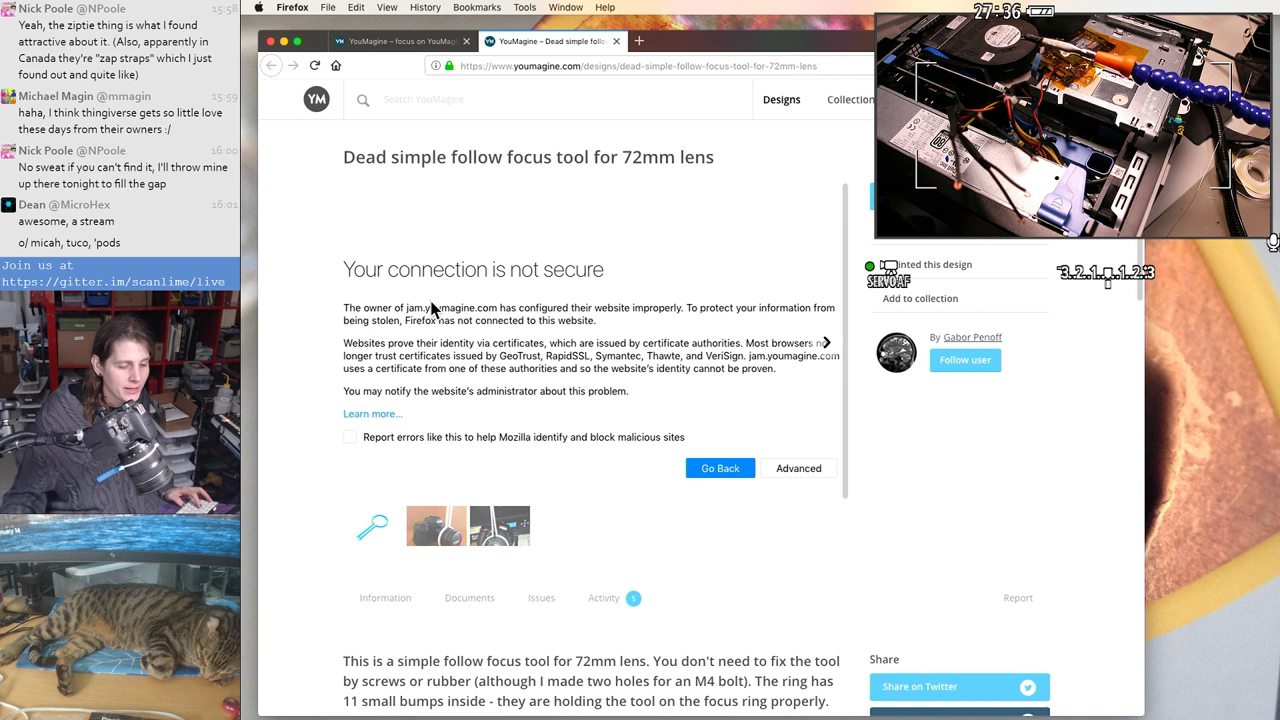 Nick Poole @NPoole 15:58
Yeah, the ziptie thing is what I found
attractive about it. (Also, apparently in
Canada they're "zap straps" which I just
found out and quite like)
Michael Magin @mmagin 15:59
haha, I think thingiverse gets so little love
these days from their owners :/
Nick Poole @NPoole 16:00
No sweat if you can't find it, I'll throw mine
up there tonight to fill the gap
Dean @MicroHex 16:01
awesome, a stream
o/ micah, tuco, 'pods
Join us at
https://gitter.im/scanlime/live
Firefox File Edit View History Bookmarks Tools Window Help
YouMagine – focus on YouMagi
YouMagine – Dead simple follo
https://www.youmagine.com/designs/dead-simple-follow-focus-tool-for-72mm-lens
YM
Search YouMagine
Designs
Collection
27:36
Dead simple follow focus tool for 72mm lens
Your connection is not secure
The owner of jam.youmagine.com has configured their website improperly. To protect your information from
being stolen, Firefox has not connected to this website.
Websites prove their identity via certificates, which are issued by certificate authorities. Most browsers no
longer trust certificates issued by GeoTrust, RapidSSL, Symantec, Thawte, and VeriSign. jam.youmagine.com
uses a certificate from one of these authorities and so the website's identity cannot be proven.
You may notify the website's administrator about this problem.
Learn more...
Report errors like this to help Mozilla identify and block malicious sites
Go Back
Advanced
inted this design
SERVOAF
3.2.1
1.2.3
Add to collection
By Gabor Penoff
Follow user
Information
Documents
Issues
Activity 5
Report
This is a simple follow focus tool for 72mm lens. You don't need to fix the tool
by screws or rubber (although I made two holes for an M4 bolt). The ring has
11 small bumps inside - they are holding the tool on the focus ring properly.
Share
Share on Twitter